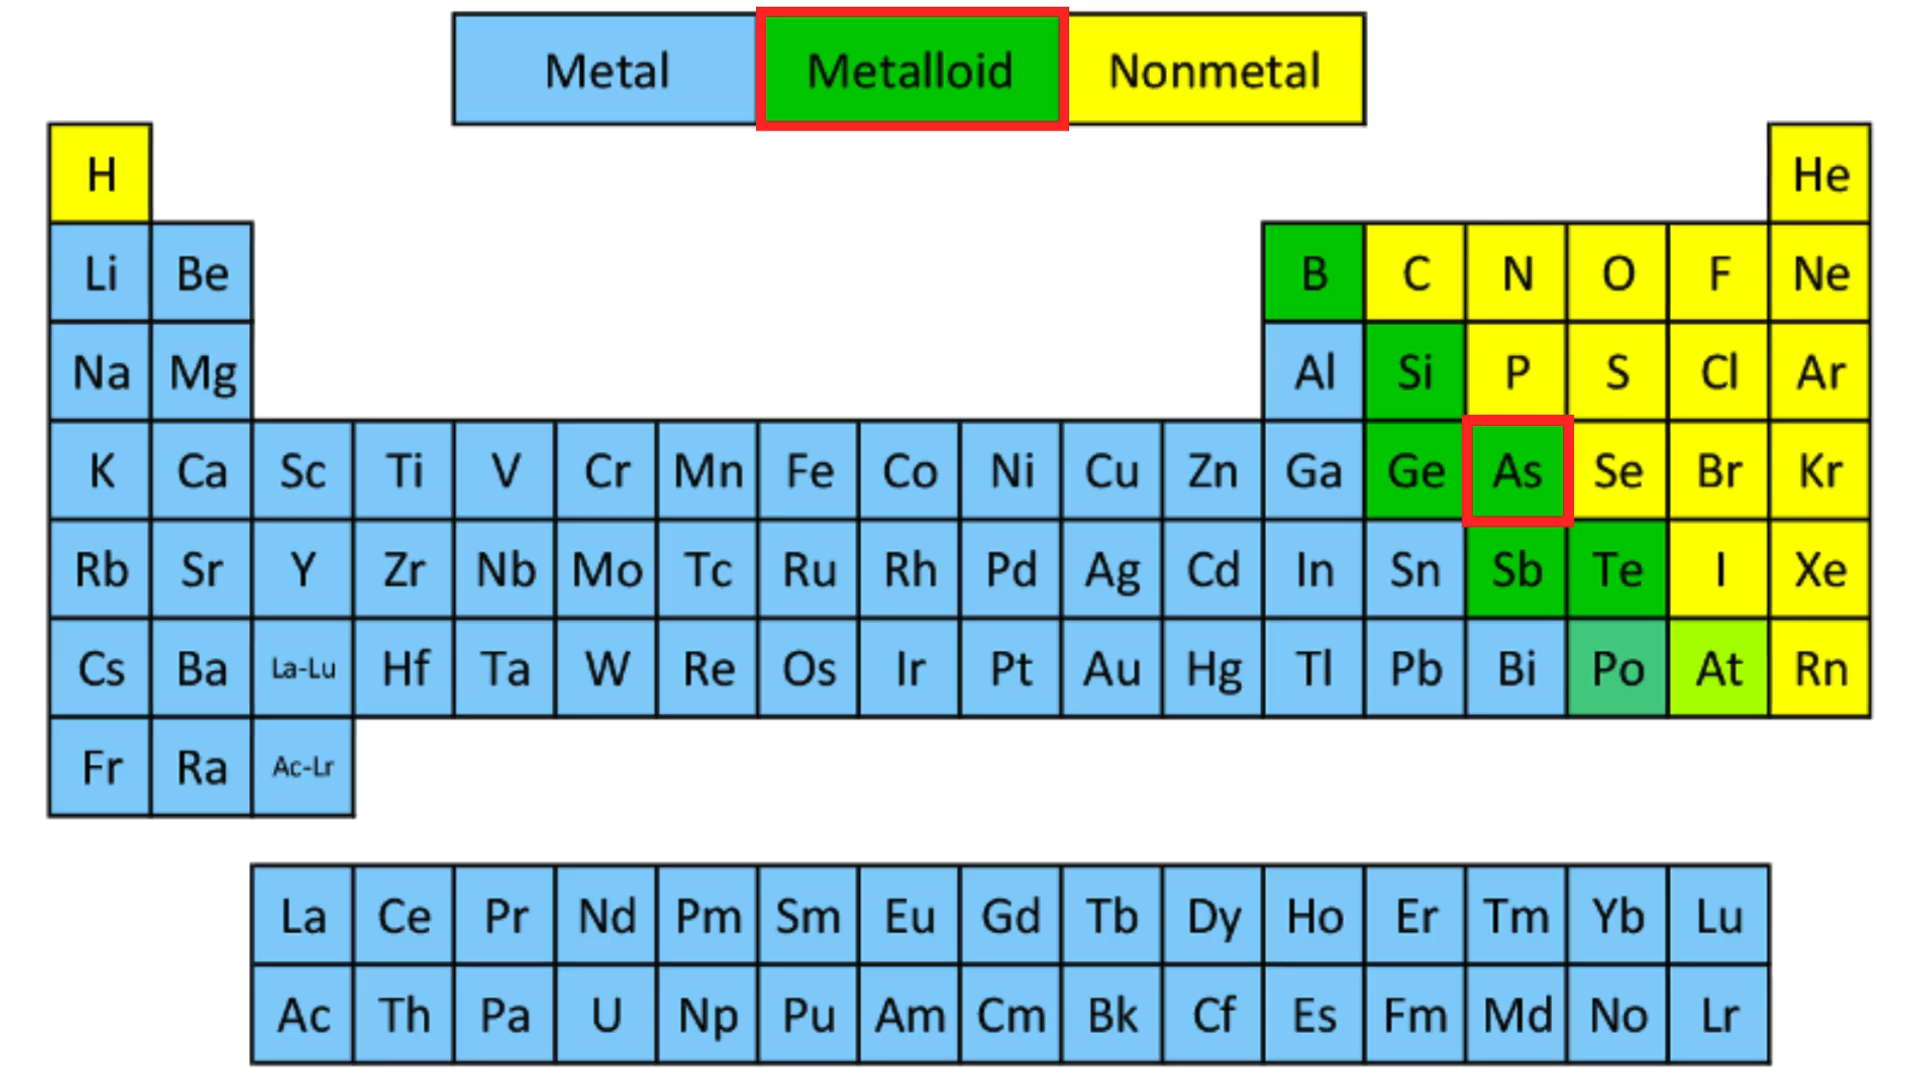 Metal Metalloid Nonmetal
H He
Li Be B C N O F Ne
Na Mg Al Si P S Cl Ar
K Ca Sc Ti V Cr Mn Fe Co Ni Cu Zn Ga Ge As Se Br Kr
Rb Sr Y Zr Nb Mo Tc Ru Rh Pd Ag Cd In Sn Sb Te I Xe
Cs Ba La-Lu Hf Ta W Re Os Ir Pt Au Hg Tl Pb Bi Po At Rn
Fr Ra Ac-Lr
La Ce Pr Nd Pm Sm Eu Gd Tb Dy Ho Er Tm Yb Lu
Ac Th Pa U Np Pu Am Cm Bk Cf Es Fm Md No Lr